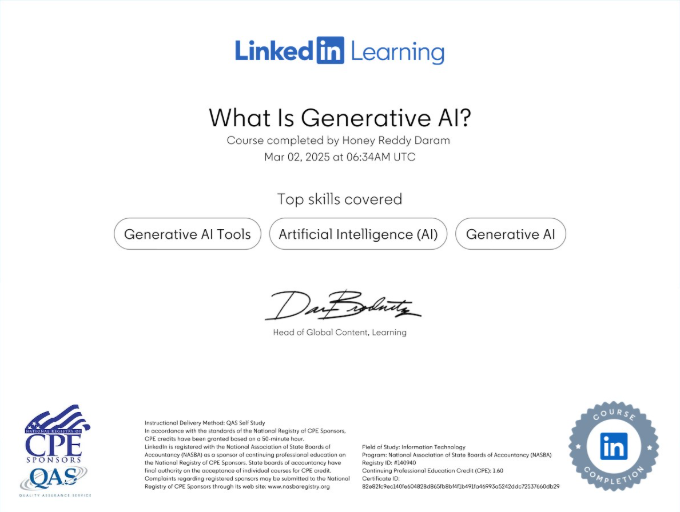 LinkedIn Learning
What Is Generative AI?
Course completed by Honey Reddy Daram
Mar 02, 2025 at 06:34AM UTC
Top skills covered
Generative AI Tools
Artificial Intelligence (AI)
Generative AI
Head of Global Content, Learning
NATIONAL REGISTRY OF
CPE
SPONSORS
QAS
QUALITY ASSURANCE SERVICE
Instructional Delivery Method: QAS Self Study
In accordance with the standards of the National Registry of CPE Sponsors,
CPE credits have been granted based on a 50-minute hour.
LinkedIn is registered with the National Association of State Boards of
Accountancy (NASBA) as a sponsor of continuing professional education on
the National Registry of CPE Sponsors. State boards of accountancy have
final authority on the acceptance of individual courses for CPE credit.
Complaints regarding registered sponsors may be submitted to the National
Registry of CPE Sponsors through its web site: www.nasbaregistry.org
Field of Study: Information Technology
Program: National Association of State Boards of Accountancy (NASBA)
Registry ID: #140940
Continuing Professional Education Credit (CPE): 1.60
Certificate ID:
COURSE
in
COMPLETION